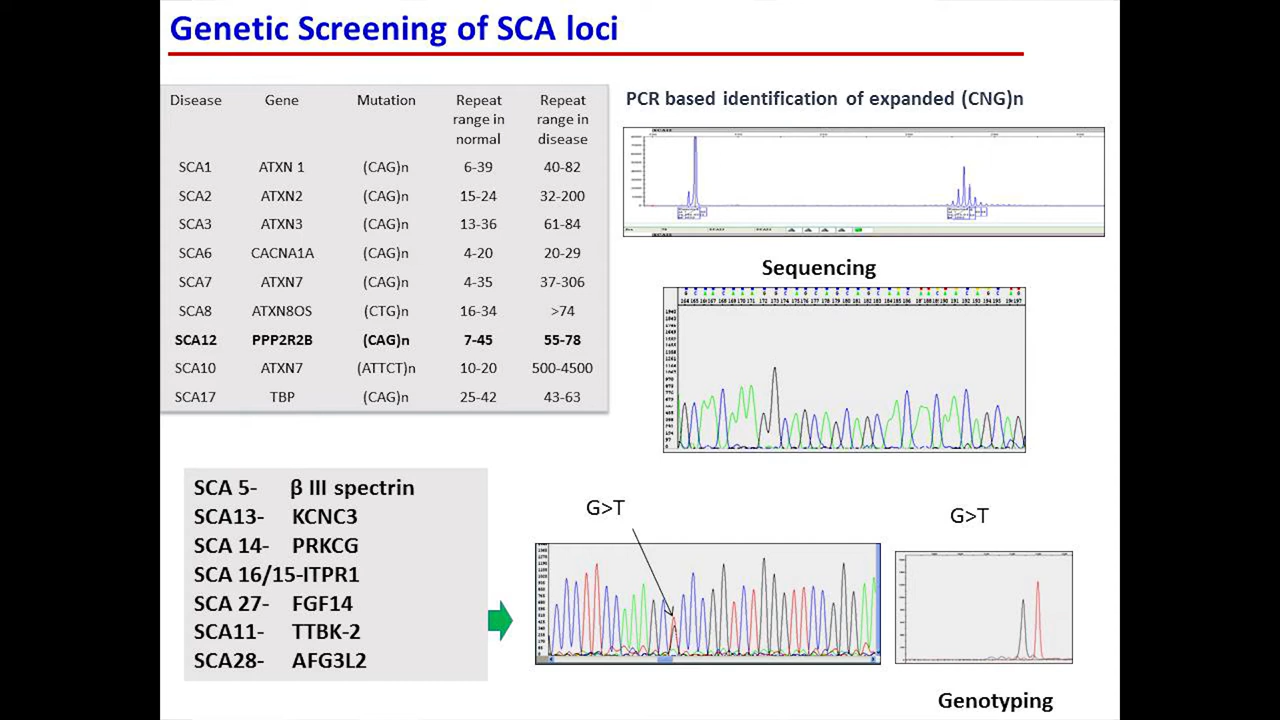 Genetic Screening of SCA loci
Disease Gene Mutation Repeat range in normal Repeat range in disease
SCA1 ATXN 1 (CAG)n 6-39 40-82
SCA2 ATXN2 (CAG)n 15-24 32-200
SCA3 ATXN3 (CAG)n 13-36 61-84
SCA6 CACNA1A (CAG)n 4-20 20-29
SCA7 ATXN7 (CAG)n 4-35 37-306
SCA8 ATXN8OS (CTG)n 16-34 >74
SCA12 PPP2R2B (CAG)n 7-45 55-78
SCA10 ATXN7 (ATTCT)n 10-20 500-4500
SCA17 TBP (CAG)n 25-42 43-63
PCR based identification of expanded (CNG)n
Sequencing
SCA 5- β III spectrin
SCA13- KCNC3
SCA 14- PRKCG
SCA 16/15-ITPR1
SCA 27- FGF14
SCA11- TTBK-2
SCA28- AFG3L2
G>T
G>T
Genotyping